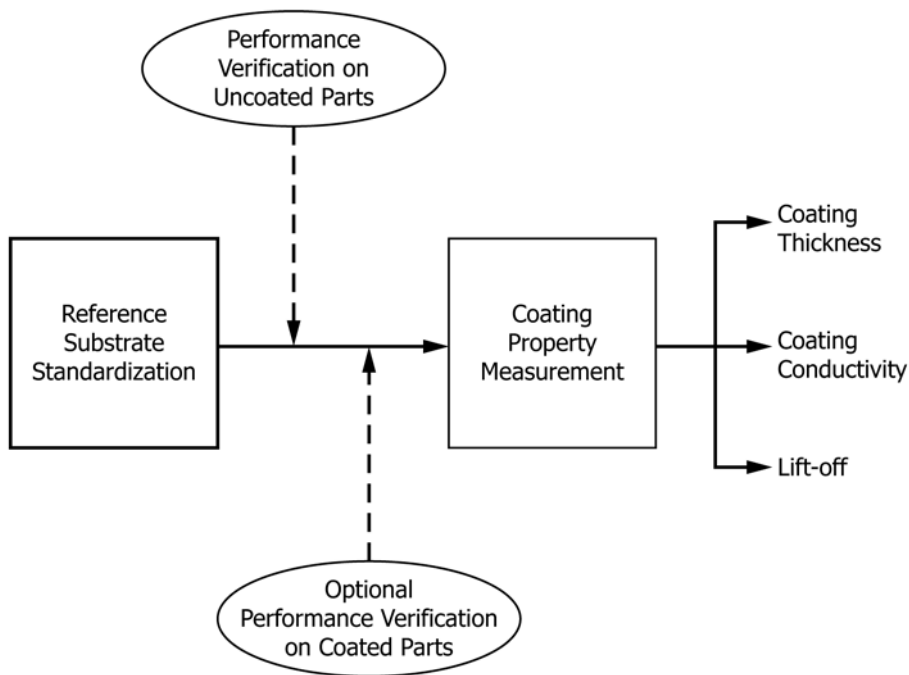 Performance
Verification on
Uncoated Parts
Reference
Substrate
Standardization
Coating
Property
Measurement
Coating
Thickness
Coating
Conductivity
Lift-off
Optional
Performance Verification
on Coated Parts